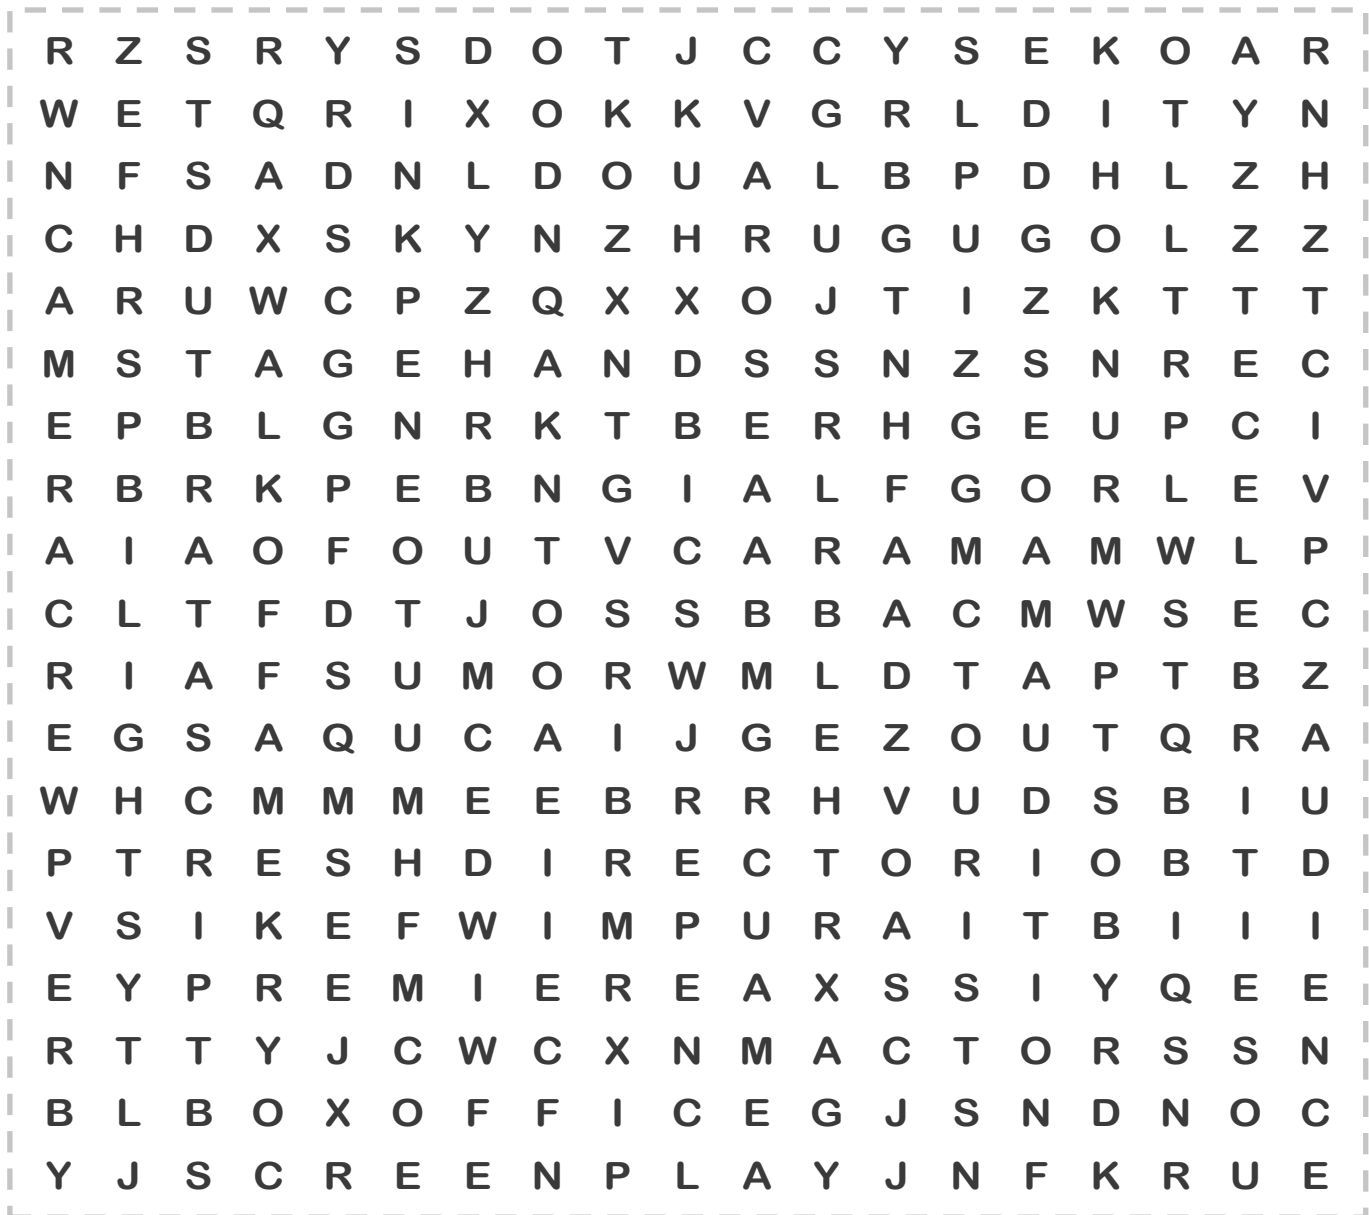 R Z S R Y S D O T J C C Y S E K O A R
W E T Q R I X O K K V G R L D I T Y N
N F S A D N L D O U A L B P D H L Z H
C H D X S K Y N Z H R U G U G O L Z Z
A R U W C P Z Q X X O J T I Z K T T T
M S T A G E H A N D S S N Z S N R E C
E P B L G N R K T B E R H G E U P C I
R B R K P E B N G I A L F G O R L E V
A I A O F O U T V C A R A M A M W L P
C L T F D T J O S S B B A C M W S E C
R I A F S U M O R W M L D T A P T B Z
E G S A Q U C A I J G E Z O U T Q R A
W H C M M M E E B R R H V U D S B I U
P T R E S H D I R E C T O R I O B T D
V S I K E F W I M P U R A I T B I I I
E Y P R E M I E R E A X S S I Y Q E E
R T T Y J C W C X N M A C T O R S S N
B L B O X O F F I C E G J S N D N O C
Y J S C R E E N P L A Y J N F K R U E